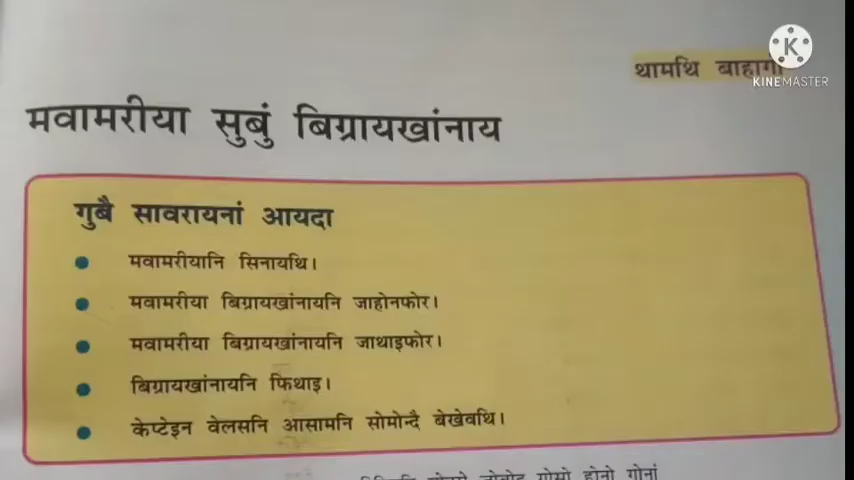 थामथि बाहागो
KINEMASTER
मवामरीया सुबुं बिग्रायखांनाय
गुबै सावरायनां आयदा
मवामरीयानि सिनायथि।
मवामरीया बिग्रायखांनायनि जाहोनफोर।
मवामरीया बिग्रायखांनायनि जाथाइफोर।
बिग्रायखांनायनि फिथाइ।
केप्टेइन वेलसनि आसामनि सोमोन्दै बेखेवथि।
गोनां